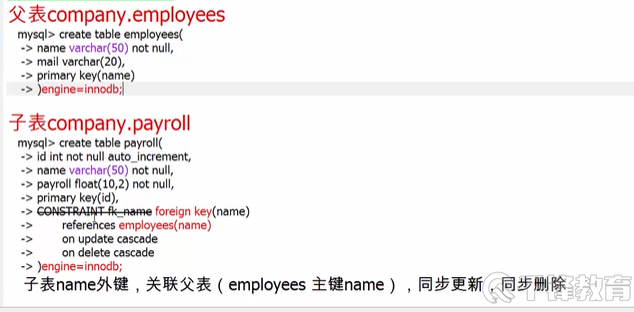 父表company.employees
mysql> create table employees(
-> name varchar(50) not null,
-> mail varchar(20),
-> primary key(name)
-> )engine=innodb;
子表company.payroll
mysql> create table payroll(
-> id int not null auto_increment,
-> name varchar(50) not null,
-> payroll float(10,2) not null,
-> primary key(id),
-> CONSTRAINT fk_name foreign key(name)
-> references employees(name)
-> on update cascade
-> on delete cascade
-> )engine=innodb;
子表name外键，关联父表（employees 主键name），同步更新，同步删除
千锋教育